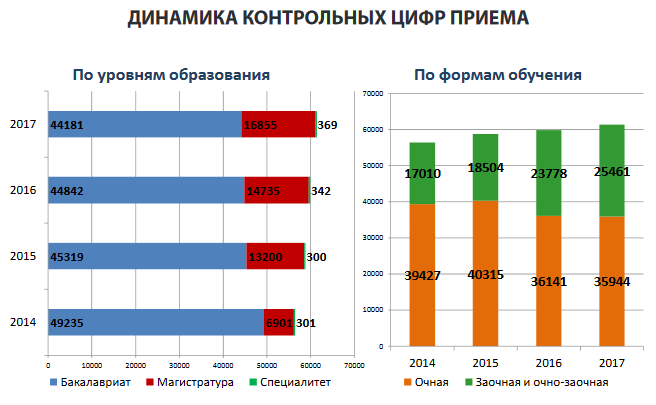 ДИНАМИКА КОНТРОЛЬНЫХ ЦИФР ПРИЕМА
По уровням образования
2017 44181 16855 369
2016 44842 14735 342
2015 45319 13200 300
2014 49235 6901 301
0 10000 20000 30000 40000 50000 60000 70000
Бакалавриат Магистратура Специалитет
По формам обучения
70000
60000
50000
40000
30000
20000
10000
0
17010 18504 23778 25461
39427 40315 36141 35944
2014 2015 2016 2017
Очная Заочная и очно-заочная